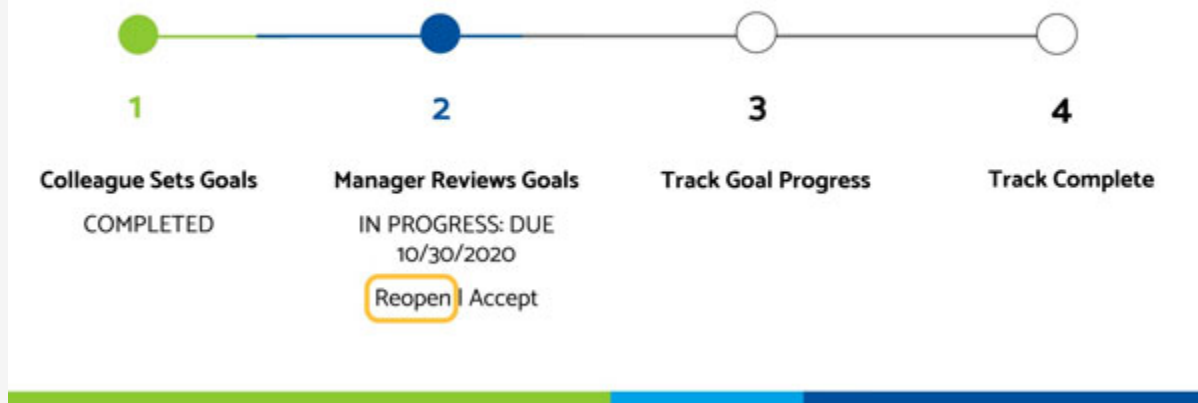 1
2
3
4
Colleague Sets Goals
Manager Reviews Goals
Track Goal Progress
Track Complete
COMPLETED
IN PROGRESS: DUE
10/30/2020
Reopen | Accept